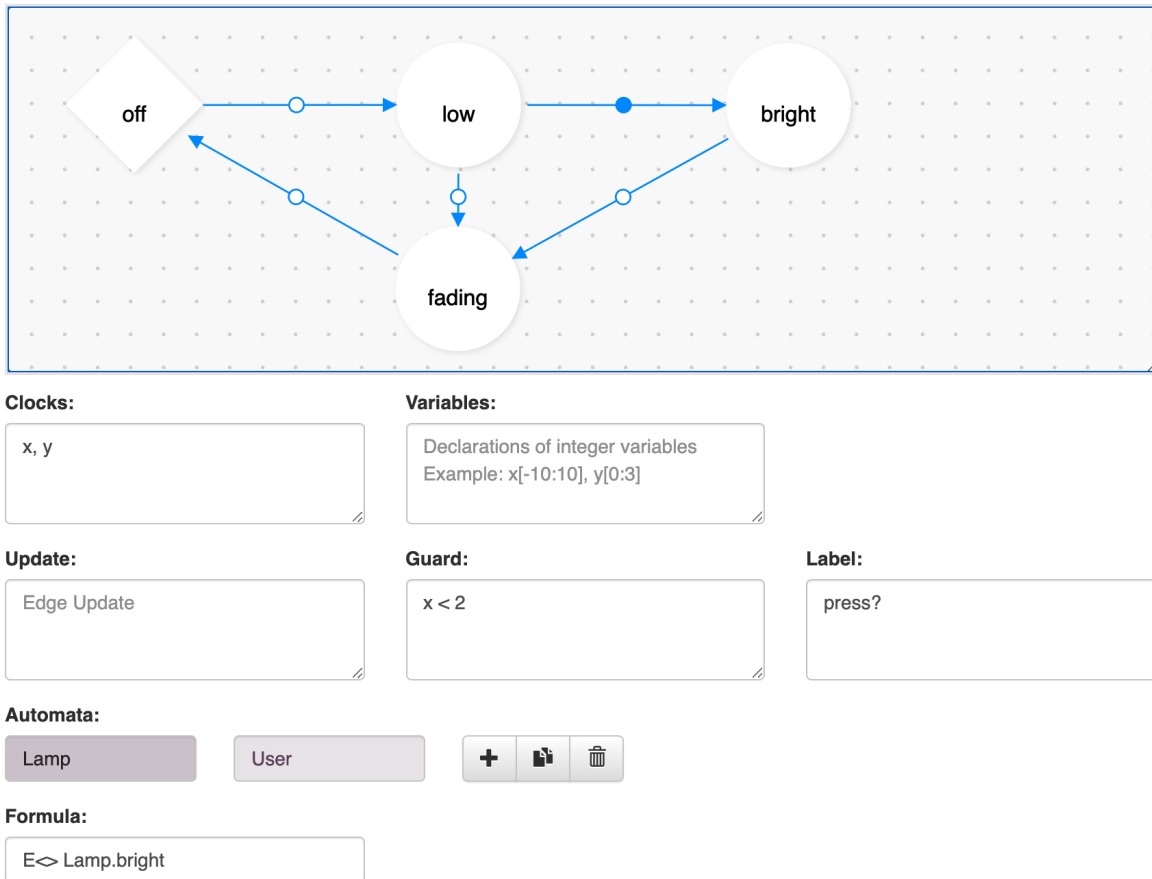 off
low
bright
fading
Clocks:
Variables:
x, y
Declarations of integer variables
Example: x[-10:10], y[0:3]
Update:
Guard:
Label:
Edge Update
x < 2
press?
Automata:
Lamp
User
Formula:
E<> Lamp.bright